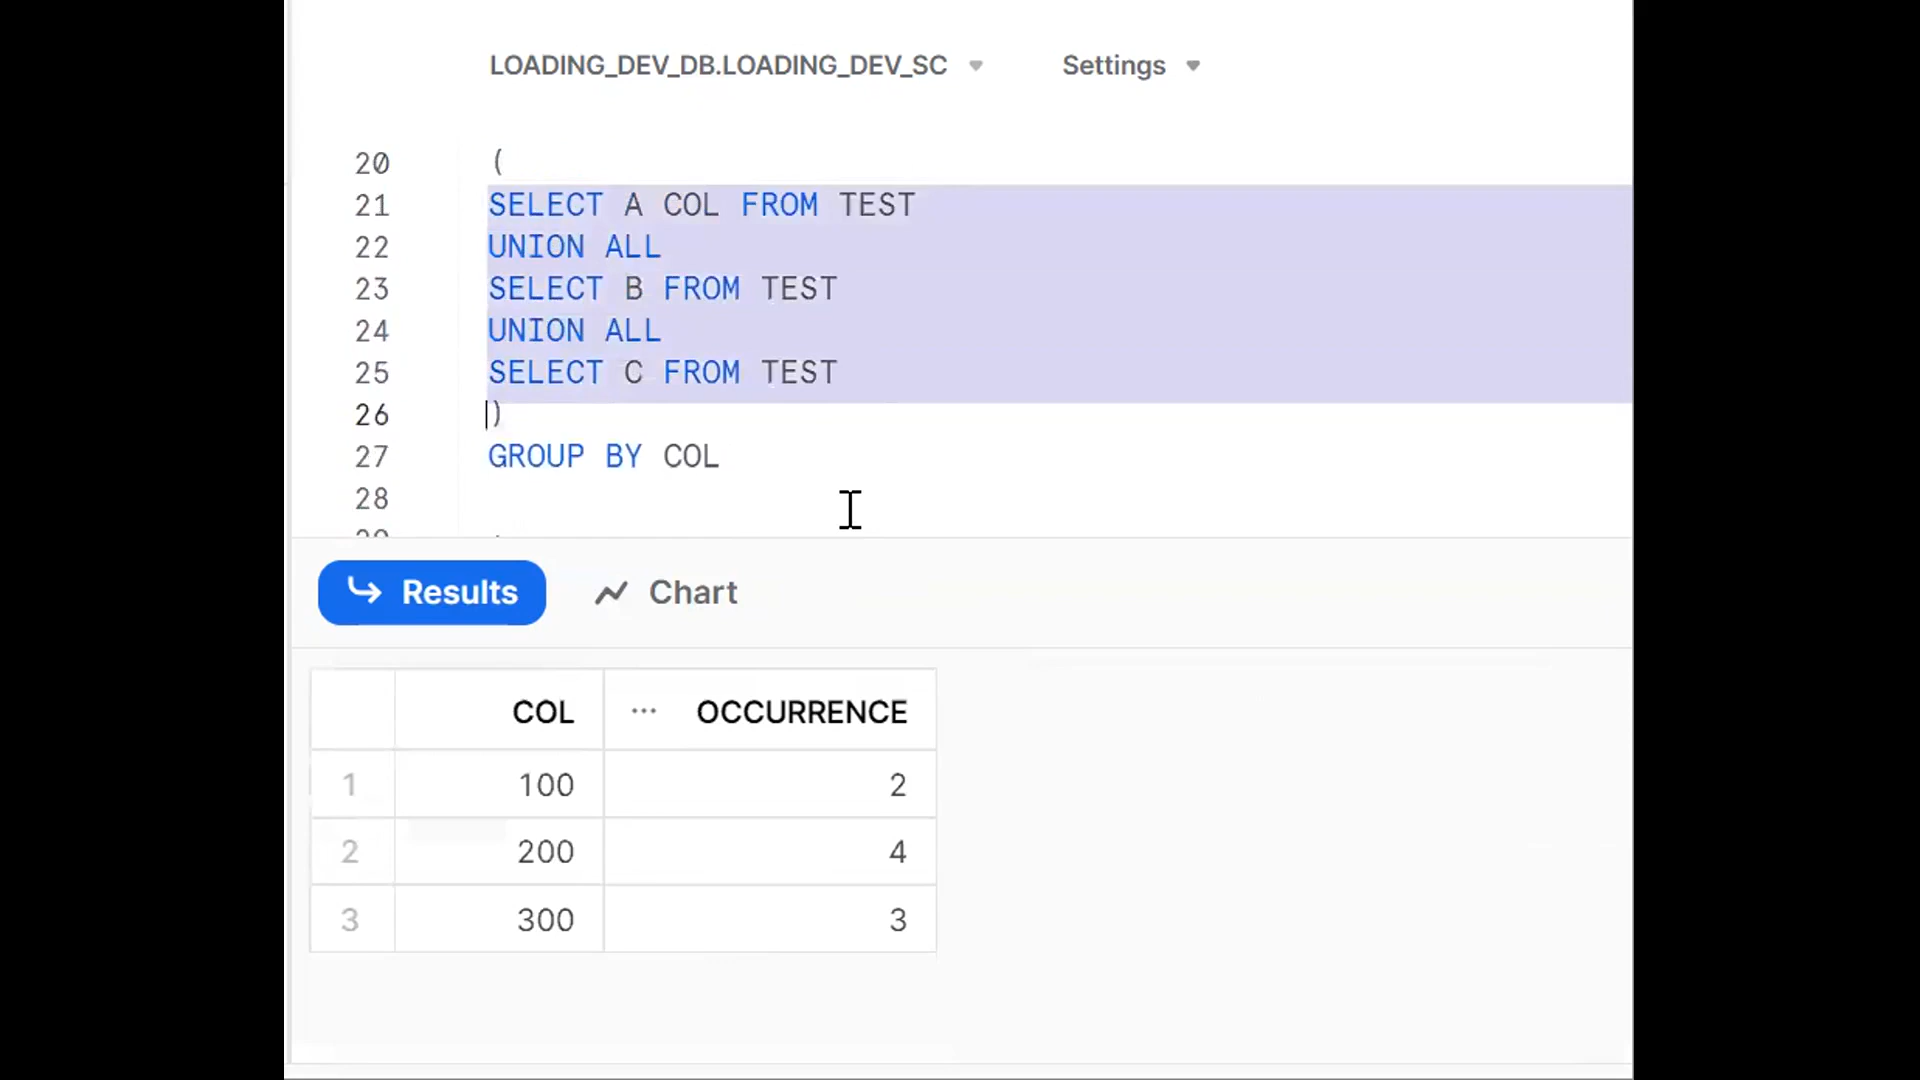 LOADING_DEV_DB.LOADING_DEV_SC Settings
20 (
21 SELECT A COL FROM TEST
22 UNION ALL
23 SELECT B FROM TEST
24 UNION ALL
25 SELECT C FROM TEST
26 )
27 GROUP BY COL
28
Results Chart
COL ... OCCURRENCE
1 100 2
2 200 4
3 300 3